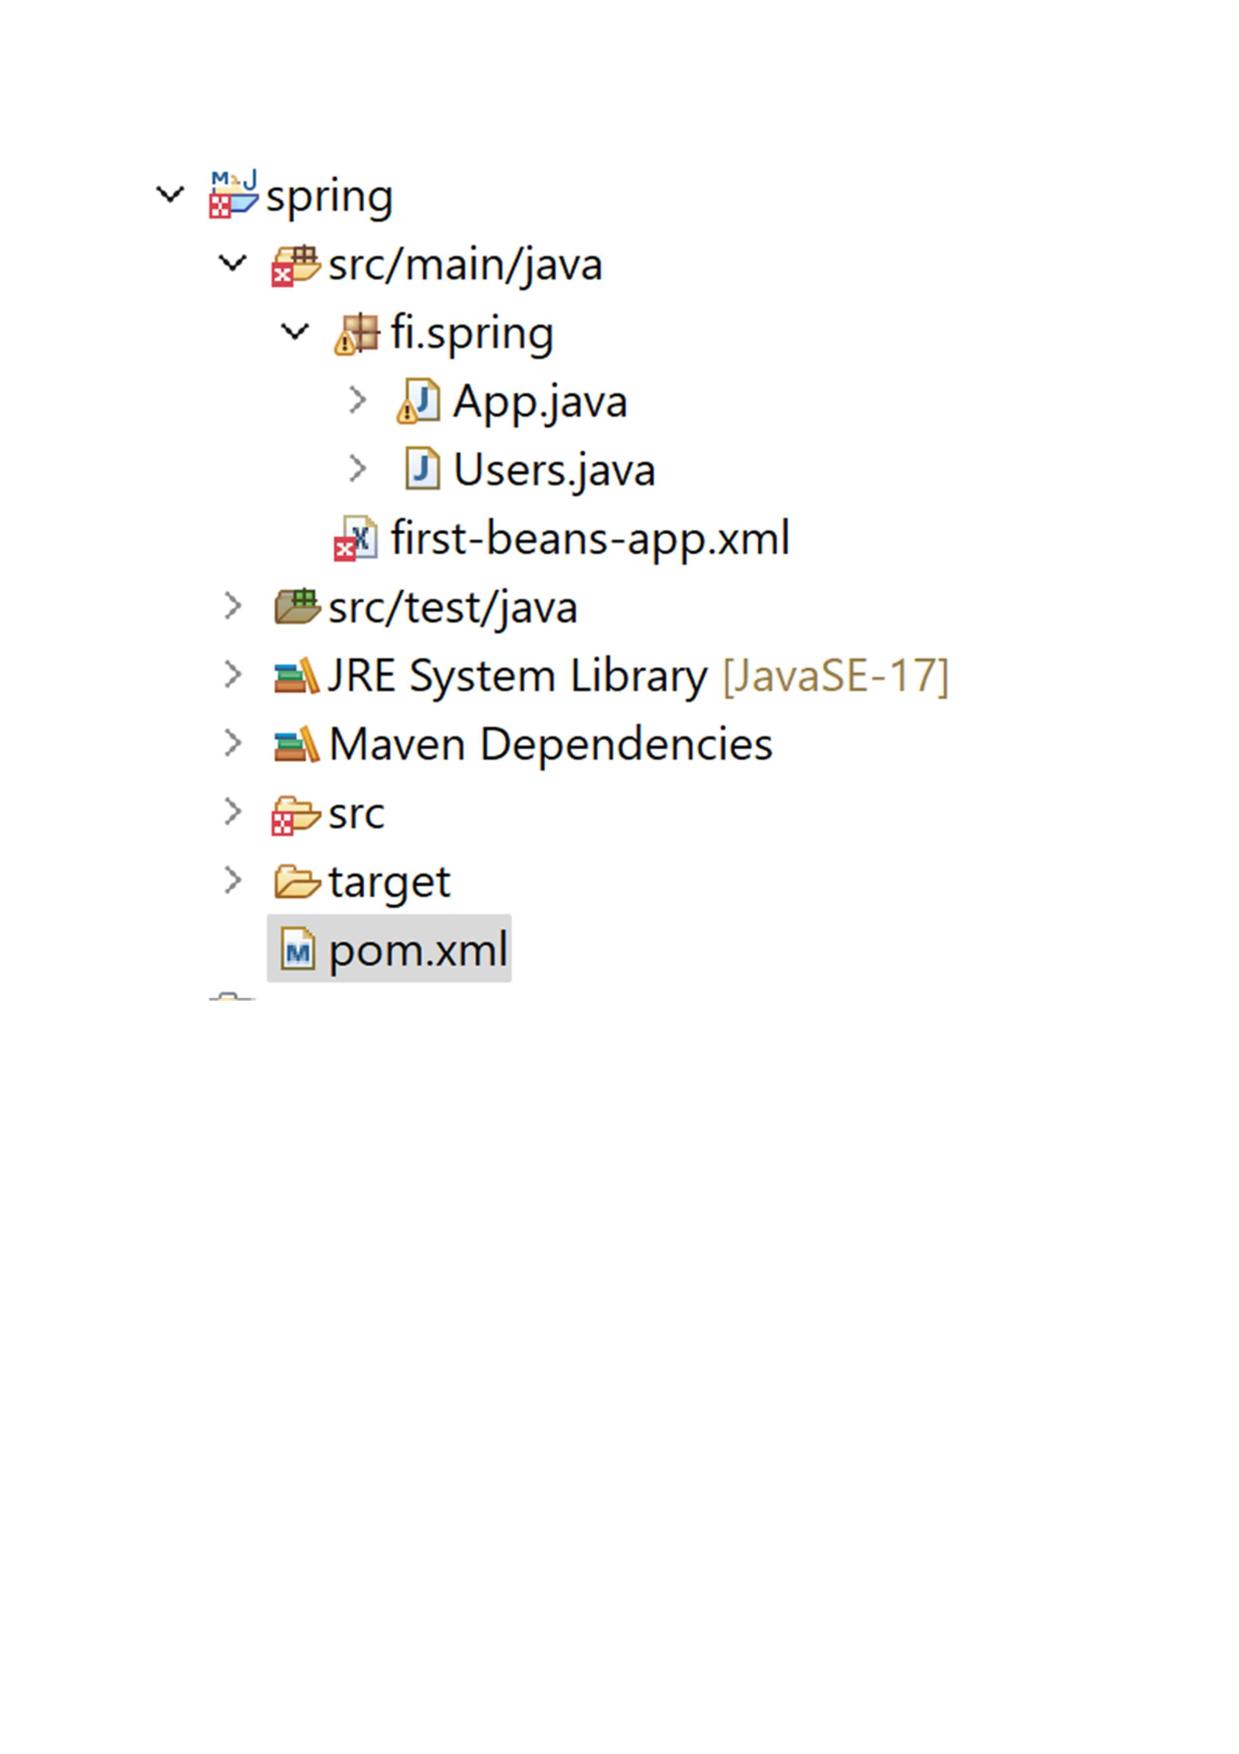 spring
src/main/java
fi.spring
App.java
Users.java
first-beans-app.xml
src/test/java
JRE System Library [JavaSE-17]
Maven Dependencies
src
target
pom.xml